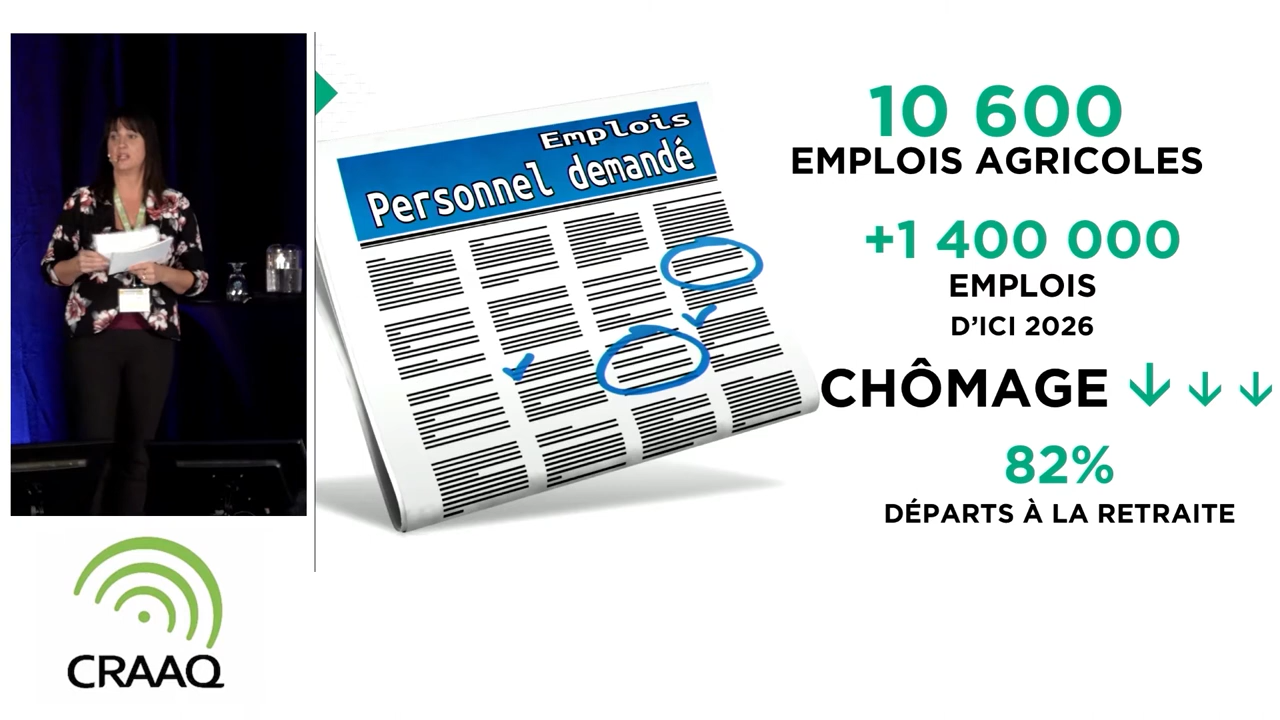 Emplois
Personnel demandé
10 600
EMPLOIS AGRICOLES
+1 400 000
EMPLOIS
D'ICI 2026
CHÔMAGE
82%
DÉPARTS À LA RETRAITE
CRAAQ